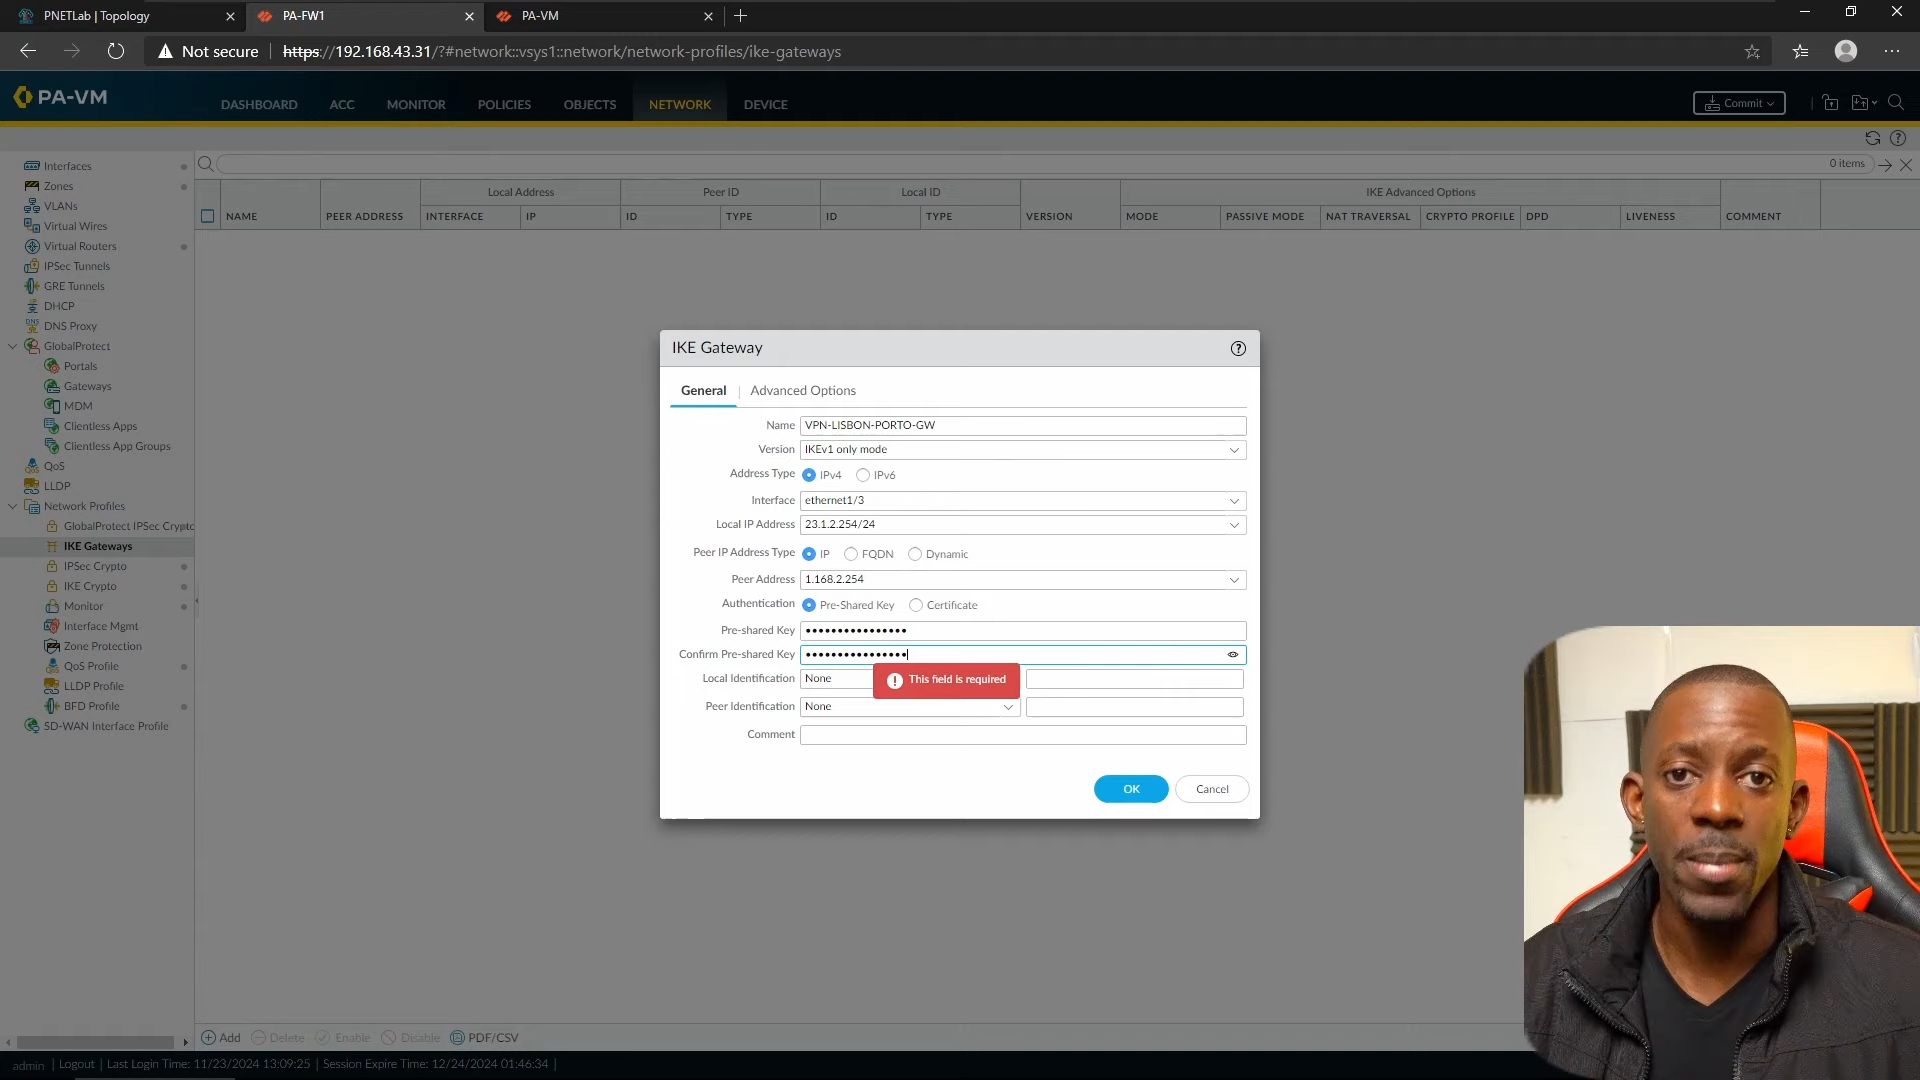 PNETLab | Topology
PA-FW1
PA-VM
Not secure
https://192.168.43.31/?#network::vsys1::network/network-profiles/ike-gateways
PA-VM
DASHBOARD
ACC
MONITOR
POLICIES
OBJECTS
NETWORK
DEVICE
Commit
Interfaces
Zones
VLANs
Virtual Wires
Virtual Routers
IPSec Tunnels
GRE Tunnels
DHCP
DNS Proxy
GlobalProtect
Portals
Gateways
MDM
Clientless Apps
Clientless App Groups
QoS
LLDP
Network Profiles
GlobalProtect IPSec Crypto
IKE Gateways
IPSec Crypto
IKE Crypto
Monitor
Interface Mgmt
Zone Protection
QoS Profile
LLDP Profile
BFD Profile
SD-WAN Interface Profile
0 items
Local Address
Peer ID
Local ID
IKE Advanced Options
NAME
PEER ADDRESS
INTERFACE
IP
ID
TYPE
ID
TYPE
VERSION
MODE
PASSIVE MODE
NAT TRAVERSAL
CRYPTO PROFILE
DPD
LIVENESS
COMMENT
IKE Gateway
General
Advanced Options
Name VPN-LISBON-PORTO-GW
Version IKEv1 only mode
Address Type IPv4 IPv6
Interface ethernet1/3
Local IP Address 23.1.2.254/24
Peer IP Address Type IP FQDN Dynamic
Peer Address 1.168.2.254
Authentication Pre-Shared Key Certificate
Pre-shared Key ••••••••••••••••
Confirm Pre-shared Key ••••••••••••••••
Local Identification None
This field is required
Peer Identification None
Comment
OK
Cancel
Add
Delete
Enable
Disable
PDF/CSV
admin | Logout | Last Login Time: 11/23/2024 13:09:25 | Session Expire Time: 12/24/2024 01:46:34 |